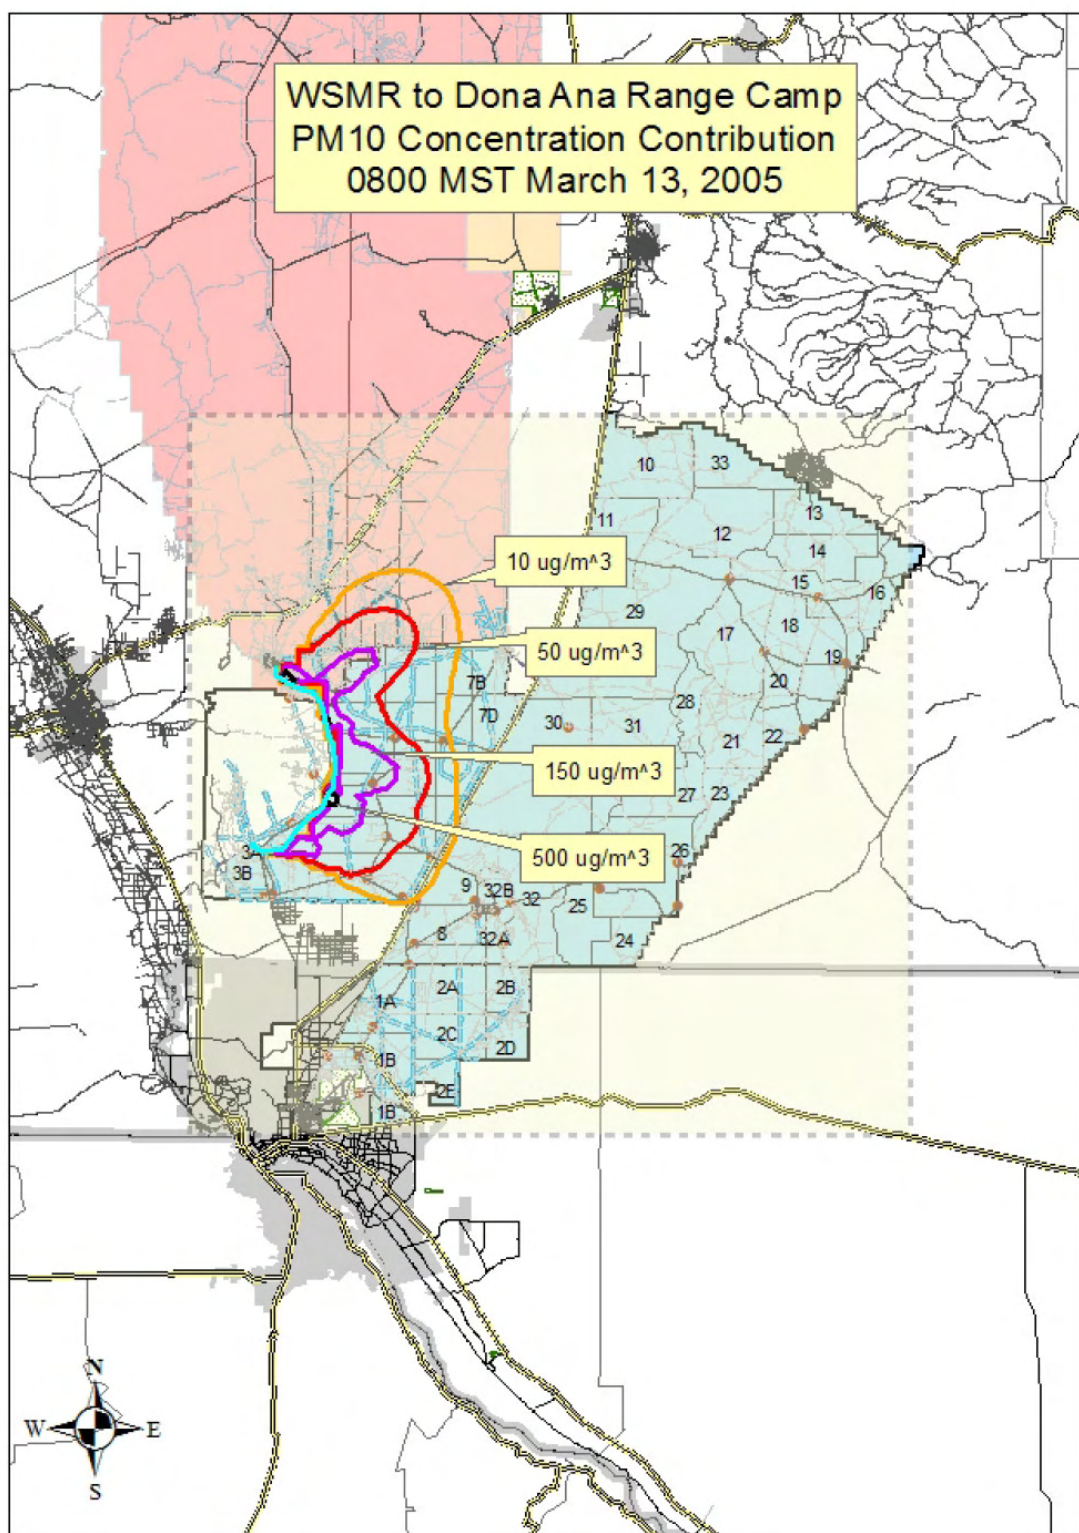 WSMR to Dona Ana Range Camp
PM10 Concentration Contribution
0800 MST March 13, 2005
10
33
13
11
12
14
10 ug/m^3
15
16
29
18
17
50 ug/m^3
19
7B
20
28
7D
30
31
22
21
150 ug/m^3
27
23
500 ug/m^3
3A
26
3B
9
32B
32
25
8
32A
24
2A
2B
1A
2C
2D
1B
2E
1B
N
W
E
S